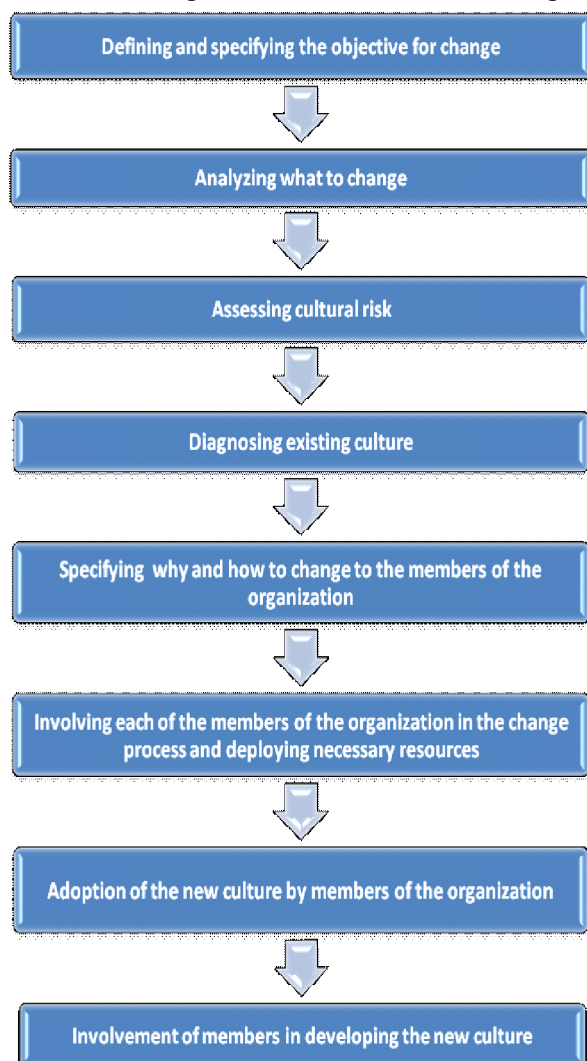 Defining and specifying the objective for change
Analyzing what to change
Assessing cultural risk
Diagnosing existing culture
Specifying why and how to change to the members of the
organization
Involving each of the members of the organization in the change
process and deploying necessary resources
Adoption of the new culture by members of the organization
Involvement of members in developing the new culture